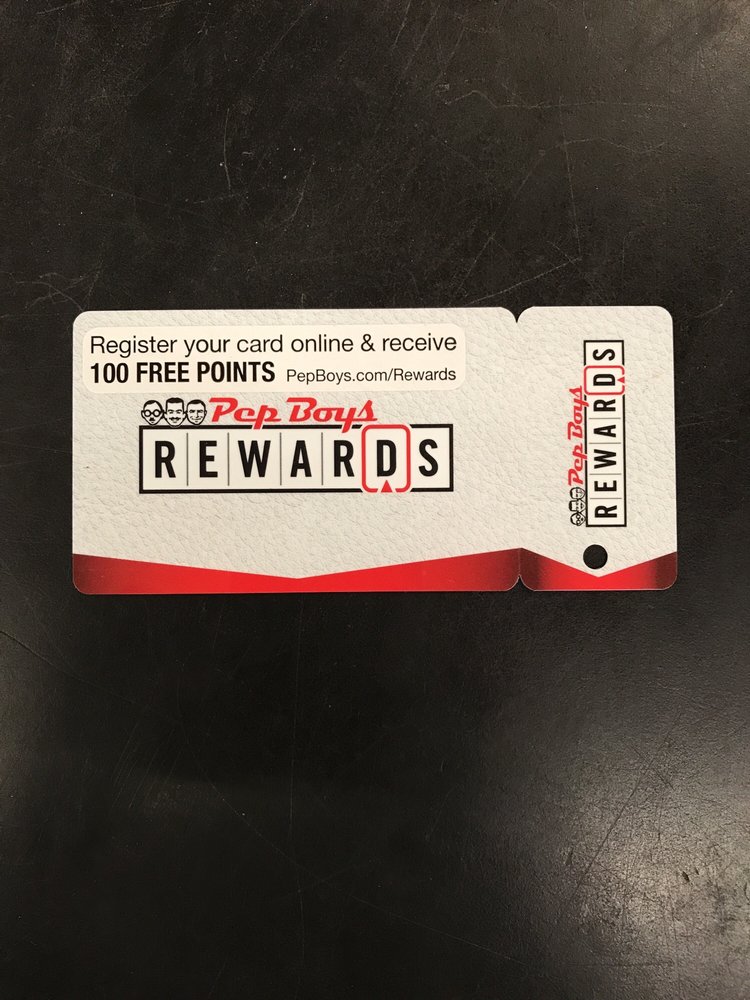 Register your card online & receive
100 FREE POINTS PepBoys.com/Rewards
Pep Boys
REWARDS
Pep Boys
REWARDS